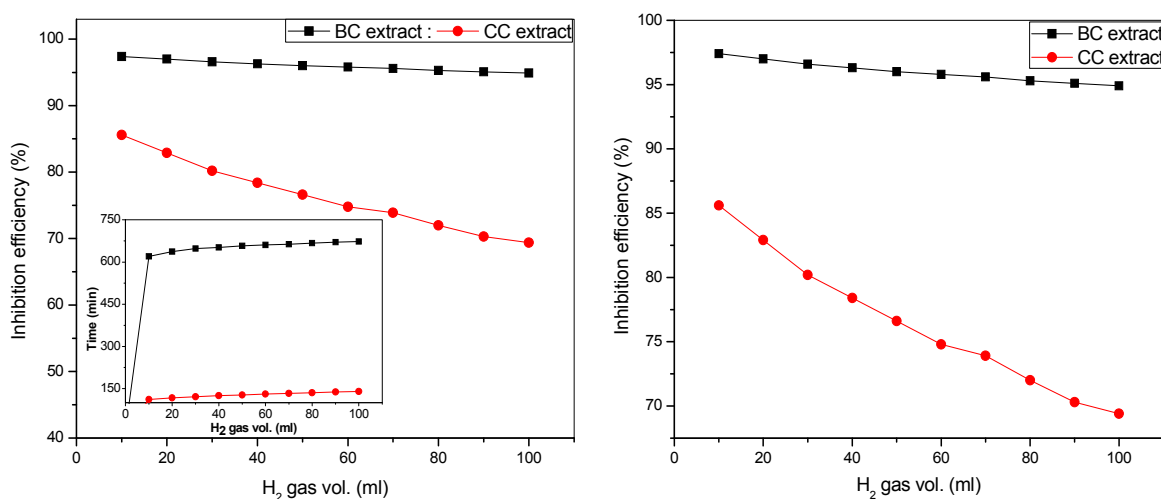 BC extract : CC extract
100
90
80
70
60
50
40
0 20 40 60 80 100
Inhibition efficiency (%)
H2 gas vol. (ml)
750
600
450
300
150
0 20 40 60 80 100
Time (min)
H2 gas vol. (ml)
BC extract
CC extract
100
95
90
85
80
75
70
0 20 40 60 80 100
Inhibition efficiency (%)
H2 gas vol. (ml)